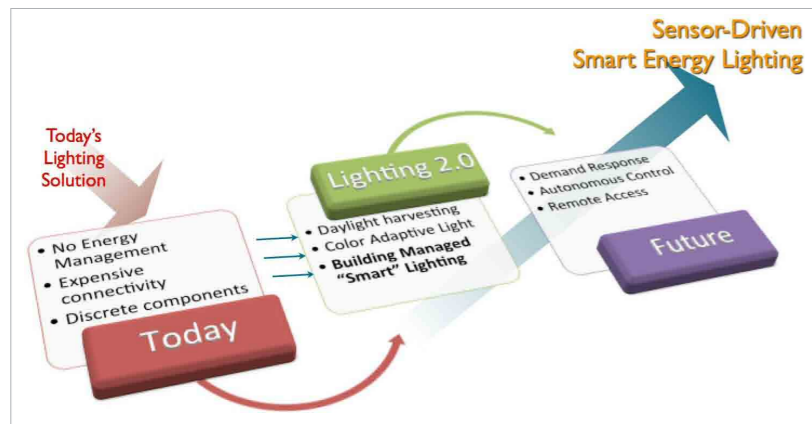 Sensor-Driven
Smart Energy Lighting
Today's
Lighting
Solution
• No Energy
Management
• Expensive
connectivity
• Discrete components
Today
Lighting 2.0
• Daylight harvesting
• Color Adaptive Light
• Building Managed
"Smart" Lighting
• Demand Response
• Autonomous Control
• Remote Access
Future